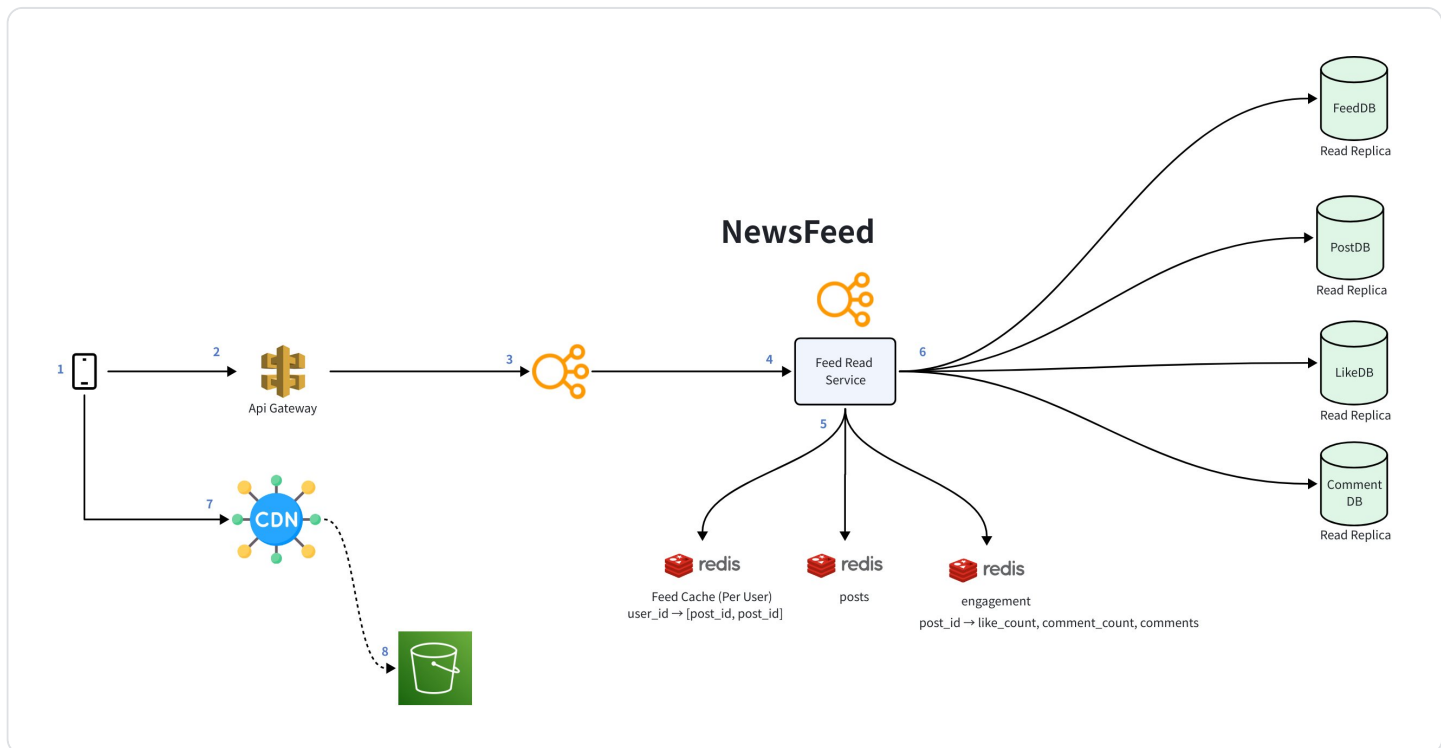 NewsFeed
FeedDB
Read Replica
PostDB
Read Replica
LikeDB
Read Replica
Comment
DB
Read Replica
1
2
Api Gateway
3
4
Feed Read
Service
6
5
7
CDN
8
redis
Feed Cache (Per User)
user_id → [post_id, post_id]
redis
posts
redis
engagement
post_id → like_count, comment_count, comments